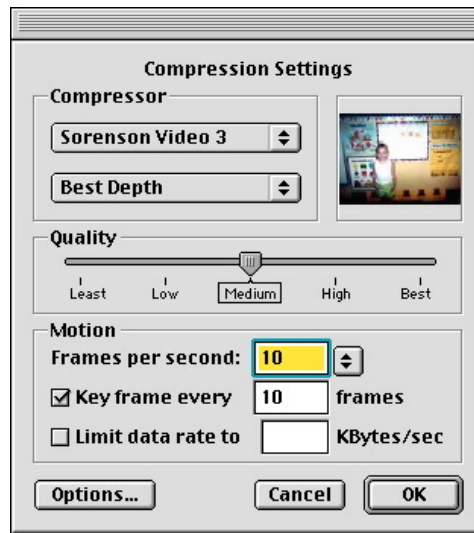 Compression Settings
Compressor
Sorenson Video 3
Best Depth
Quality
Least Low Medium High Best
Motion
Frames per second: 10
Key frame every 10 frames
Limit data rate to KBytes/sec
Options... Cancel OK